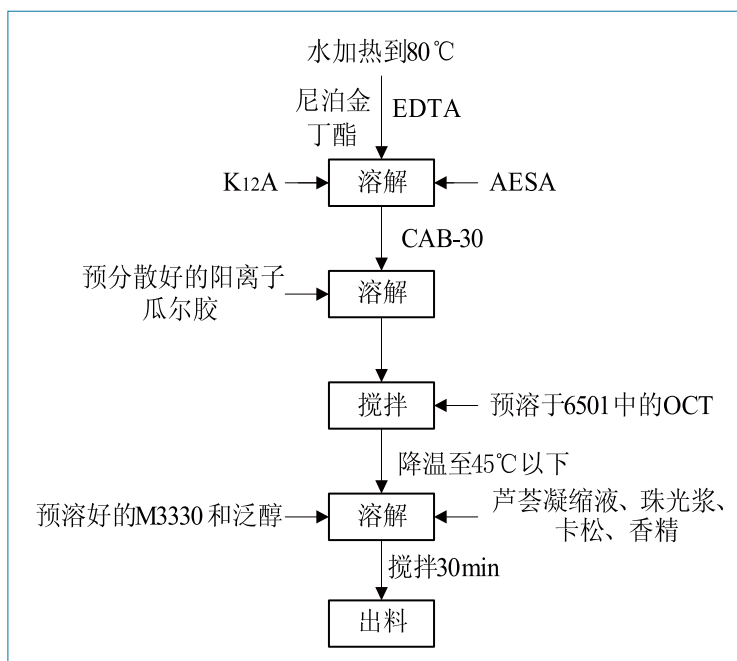 水加热到80℃
尼泊金
丁酯
EDTA
K12A
溶解
AESA
CAB-30
预分散好的阳离子
瓜尔胶
溶解
搅拌
预溶于6501中的OCT
降温至45℃以下
预溶好的M3330和泛醇
溶解
芦荟凝缩液、珠光浆、
卡松、香精
搅拌30min
出料